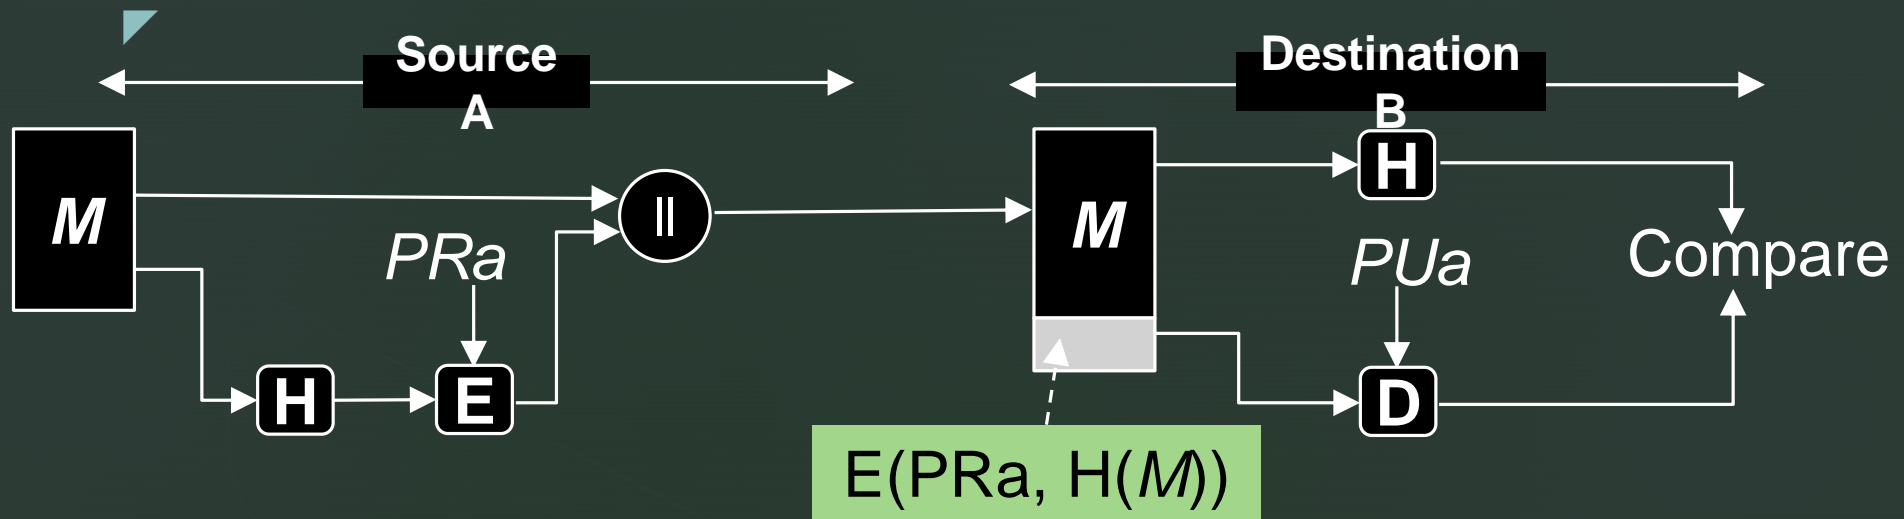 Source
A
Destination
B
M
PRa
||
H
E
M
H
PUa
D
Compare
E(PRa, H(M))